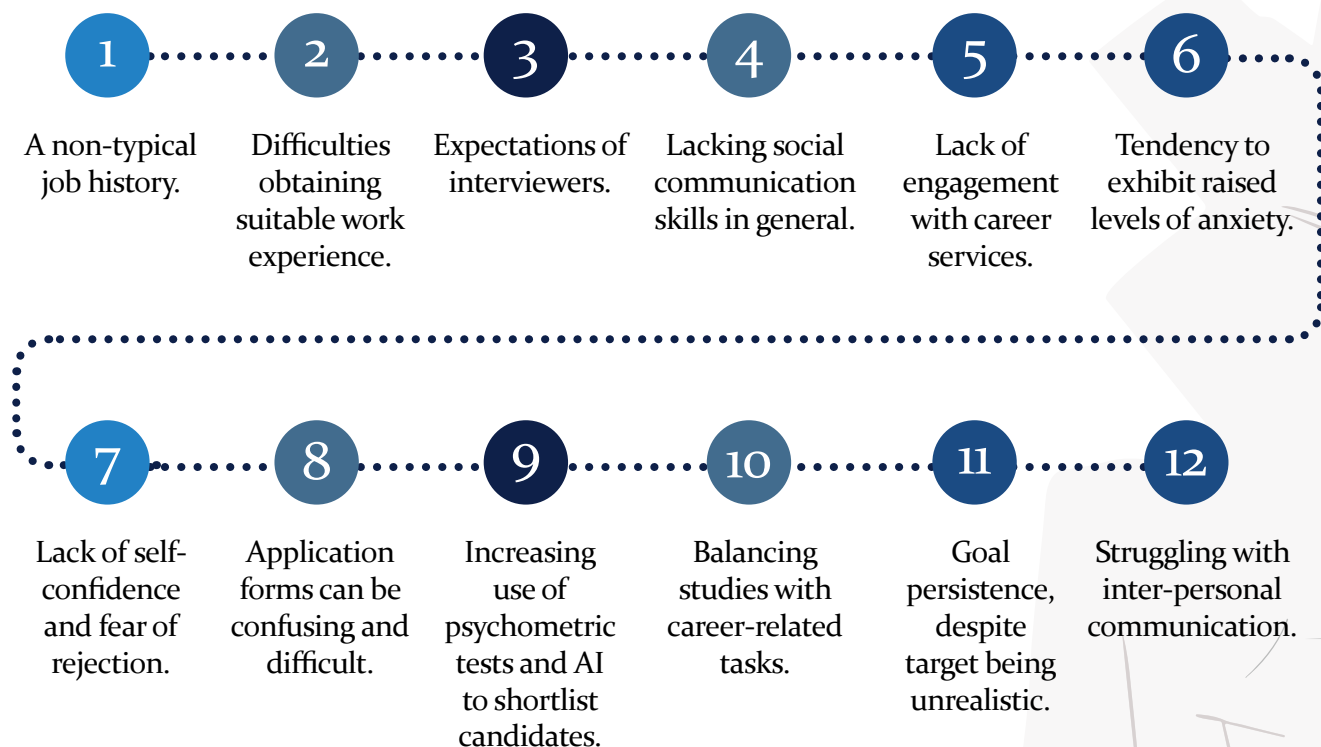 1 2 3 4 5 6
A non-typical
job history.
Difficulties
obtaining
suitable work
experience.
Expectations of
interviewers.
Lacking social
communication
skills in general.
Lack of
engagement
with career
services.
Tendency to
exhibit raised
levels of anxiety.
7 8 9 10 11 12
Lack of self-
confidence
and fear of
rejection.
Application
forms can be
confusing and
difficult.
Increasing
use of
psychometric
tests and AI
to shortlist
candidates.
Balancing
studies with
career-related
tasks.
Goal
persistence,
despite
target being
unrealistic.
Struggling with
inter-personal
communication.